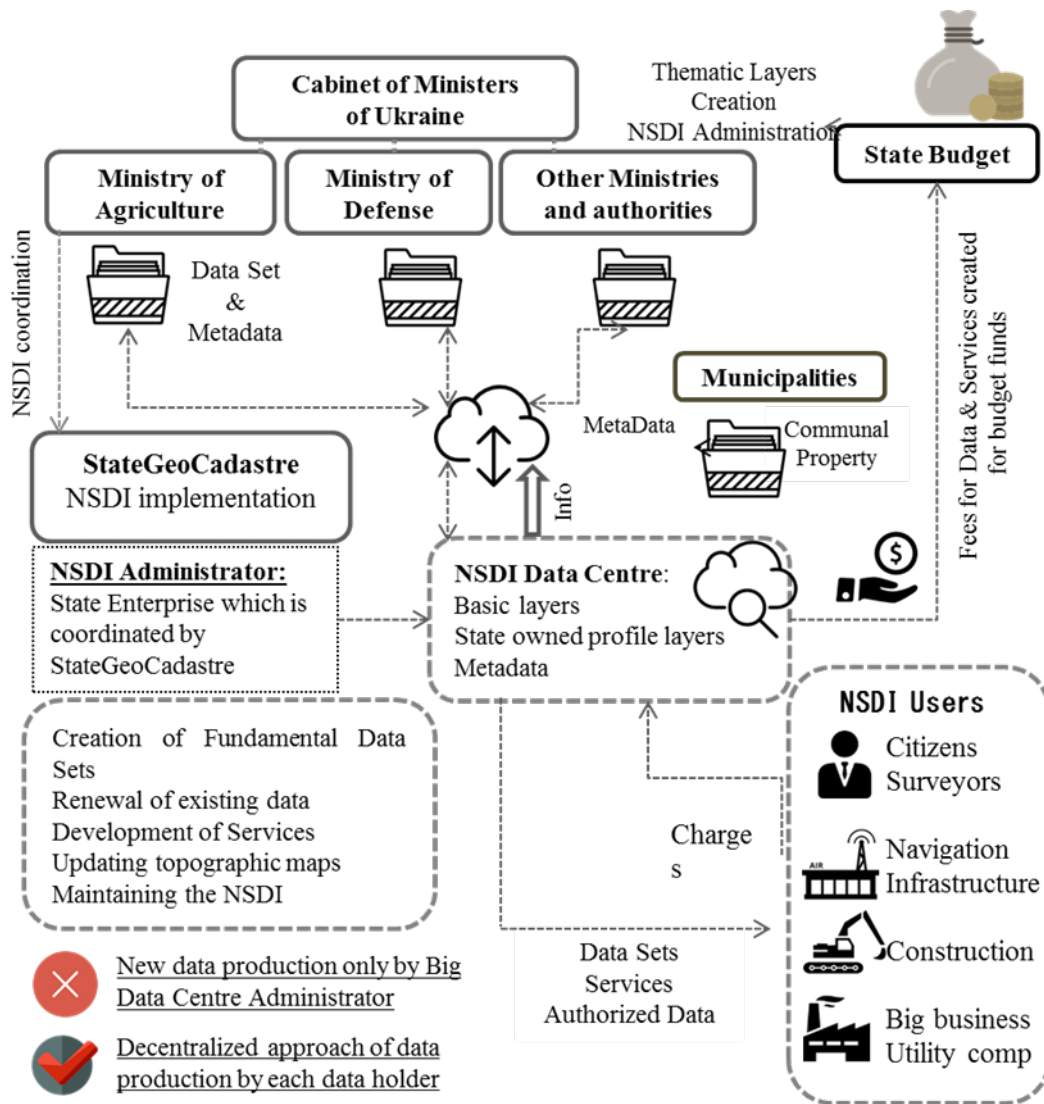 Cabinet of Ministers
of Ukraine
Thematic Layers
Creation
NSDI Administration
State Budget
Ministry of
Agriculture
Ministry of
Defense
Other Ministries
and authorities
NSDI coordination
Data Set
&
Metadata
Municipalities
MetaData
Communal
Property
Fees for Data & Services created
for budget funds
StateGeoCadastre
NSDI implementation
Info
NSDI Administrator:
State Enterprise which is
coordinated by
StateGeoCadastre
NSDI Data Centre:
Basic layers
State owned profile layers
Metadata
$
Creation of Fundamental Data
Sets
Renewal of existing data
Development of Services
Updating topographic maps
Maintaining the NSDI
NSDI Users
Citizens
Surveyors
AIR
Navigation
Infrastructure
Construction
Big business
Utility comp
Charge
s
Data Sets
Services
Authorized Data
New data production only by Big
Data Centre Administrator
Decentralized approach of data
production by each data holder